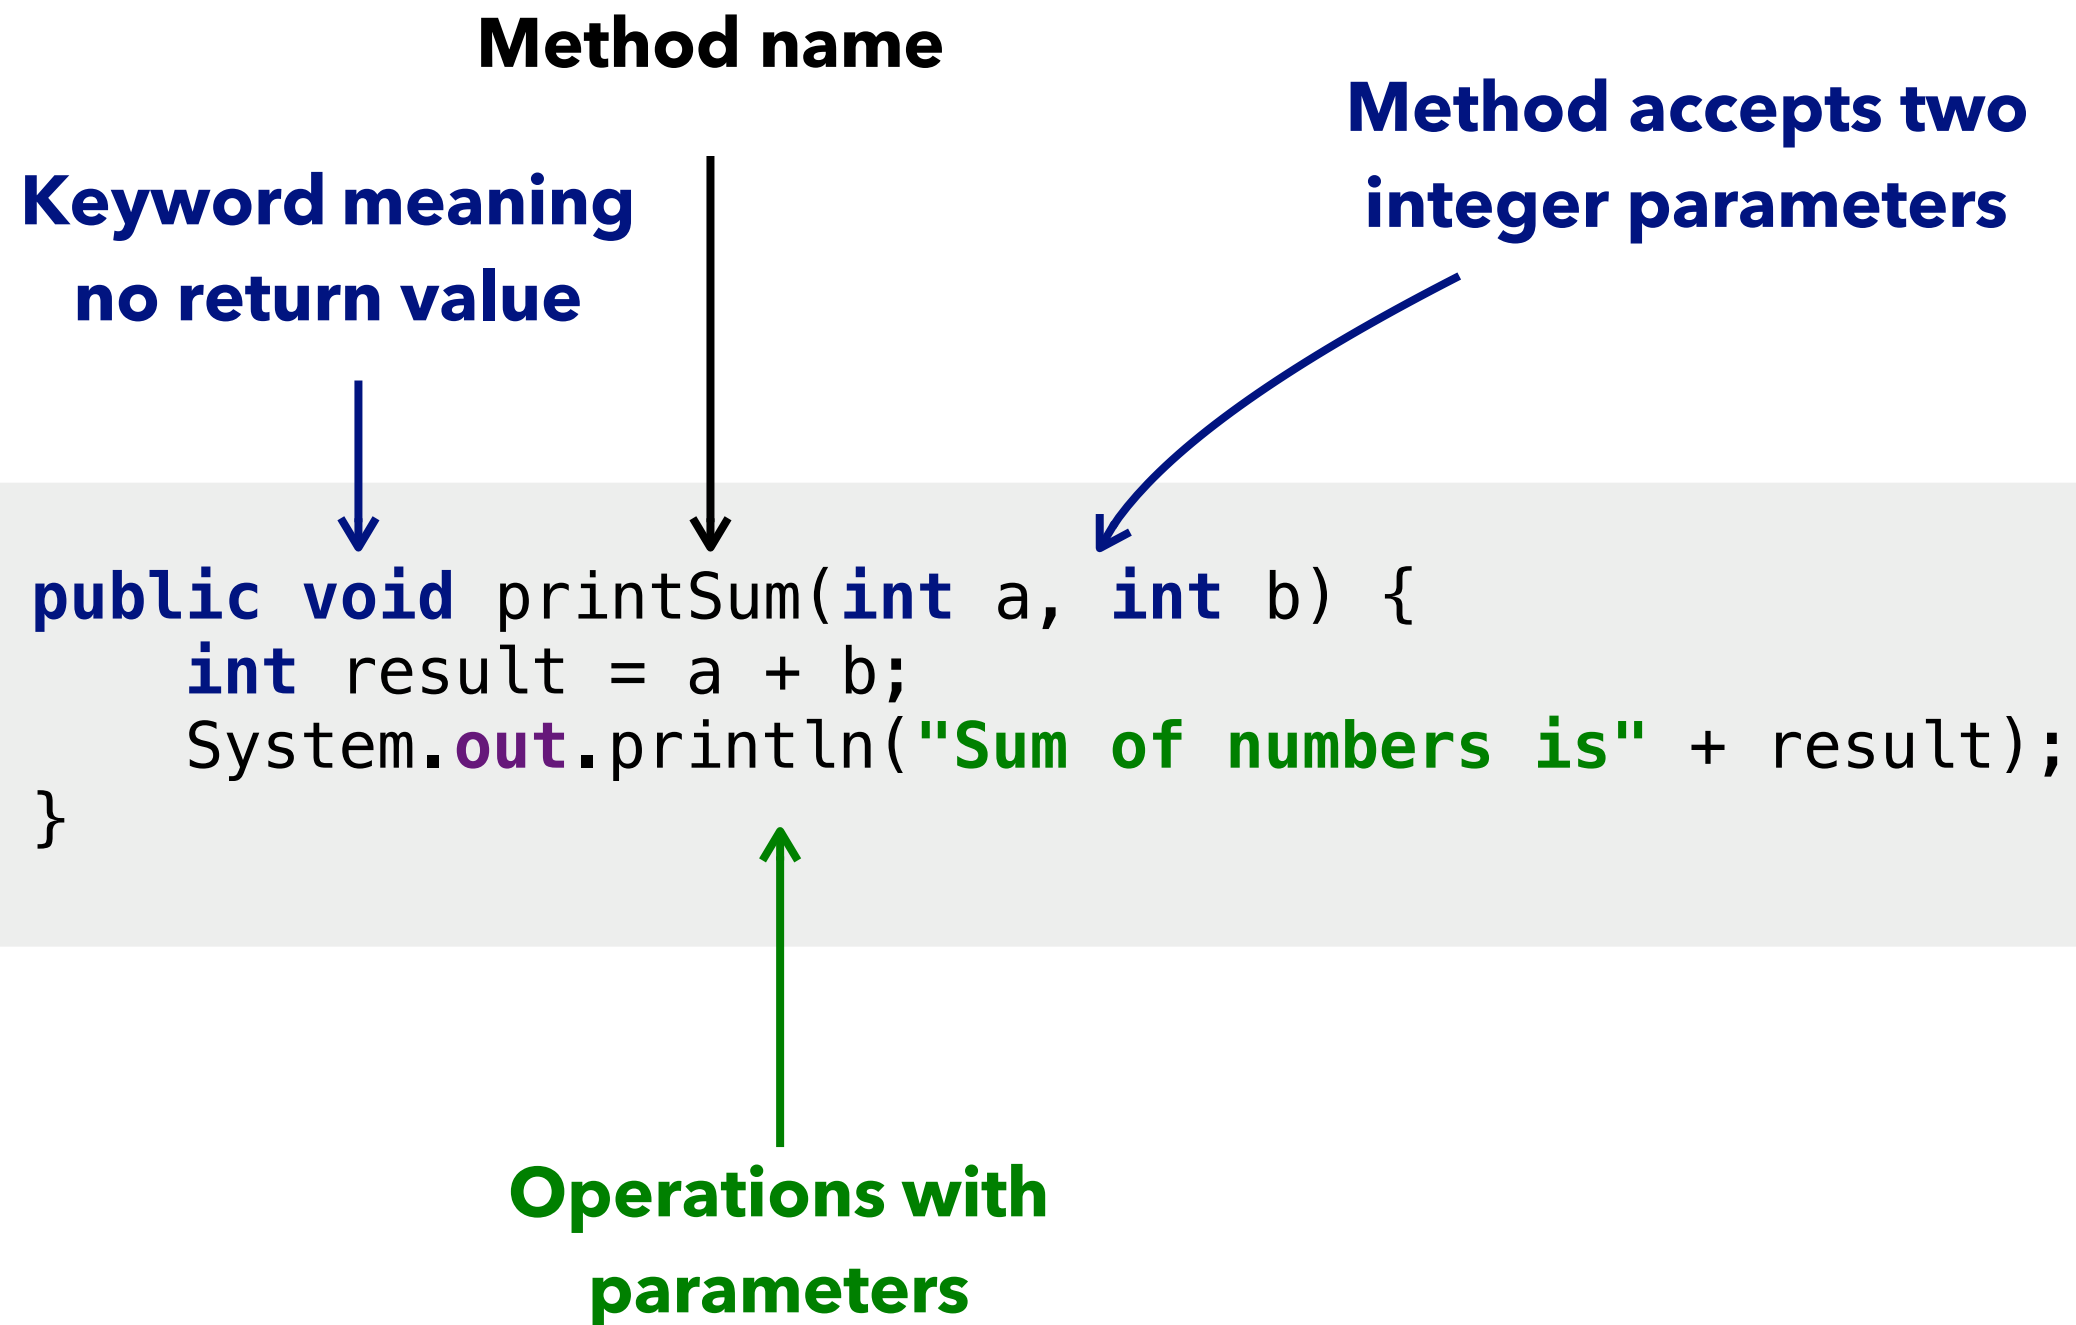 Method name
Method accepts two
integer parameters
Keyword meaning
no return value
public void printSum(int a, int b) {
    int result = a + b;
    System.out.println("Sum of numbers is" + result);
}
Operations with
parameters